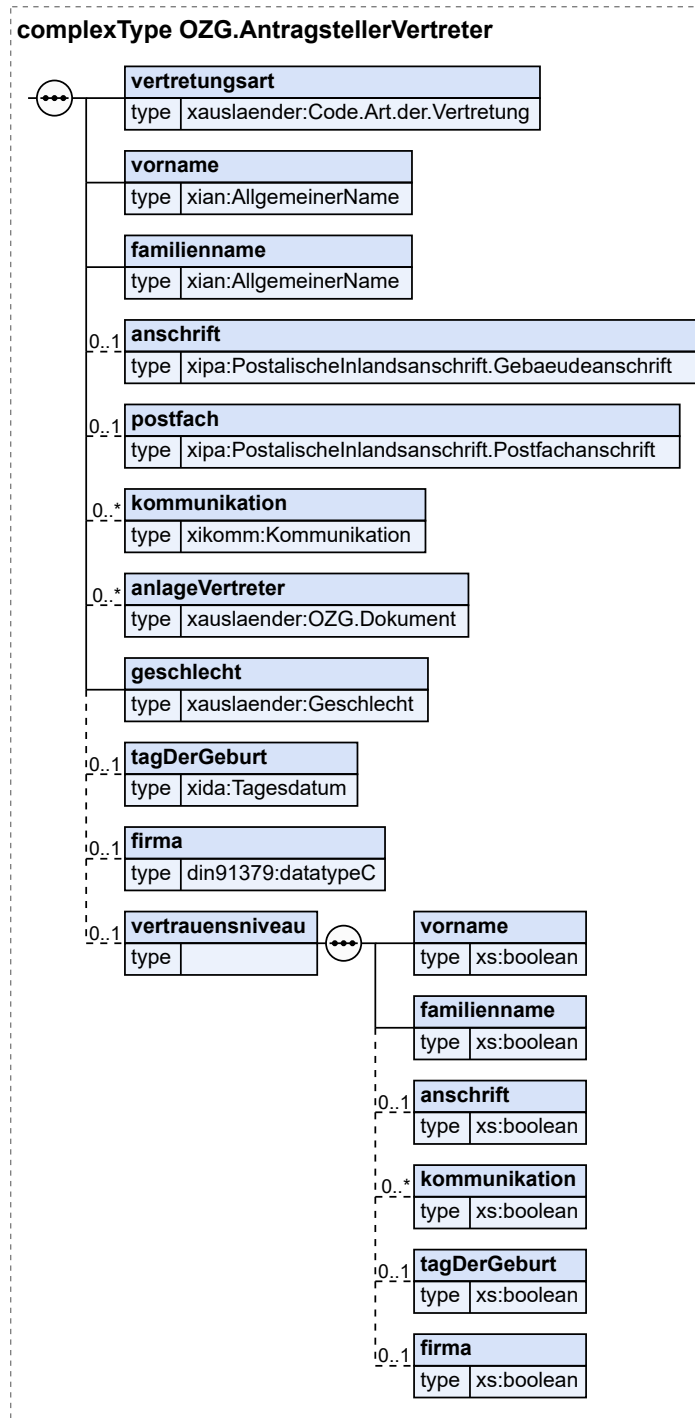 complexType OZG.AntragstellerVertreter
vertretungsart
type xauslaender:Code.Art.der.Vertretung
vorname
type xian:AllgemeinerName
familienname
type xian:AllgemeinerName
0..1 anschrift
type xipa:PostalischeInlandsanschrift.Gebaeudeanschrift
0..1 postfach
type xipa:PostalischeInlandsanschrift.Postfachanschrift
0..* kommunikation
type xikomm:Kommunikation
0..* anlageVertreter
type xauslaender:OZG.Dokument
geschlecht
type xauslaender:Geschlecht
0..1 tagDerGeburt
type xida:Tagesdatum
0..1 firma
type din91379:datatypeC
0..1 vertrauensniveau
type
vorname
type xs:boolean
familienname
type xs:boolean
0..1 anschrift
type xs:boolean
0..* kommunikation
type xs:boolean
0..1 tagDerGeburt
type xs:boolean
0..1 firma
type xs:boolean